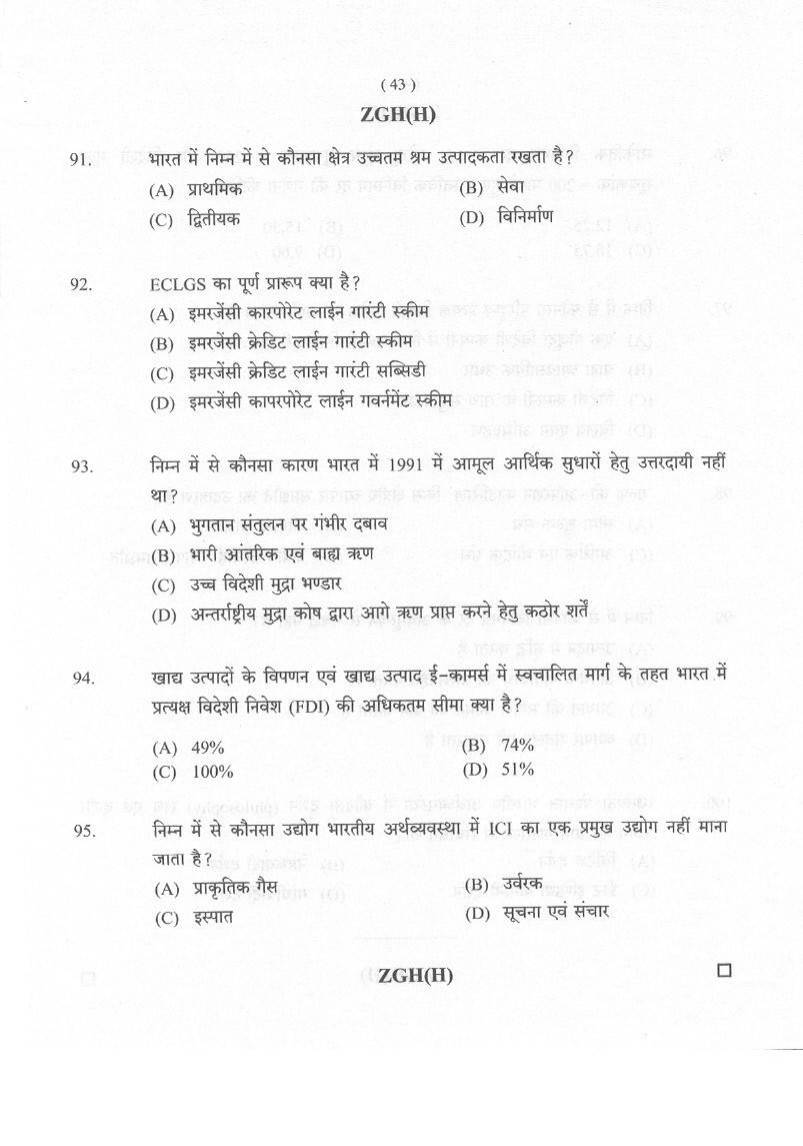 ( 43 )
ZGH(H)
91. भारत में निम्न में से कौनसा क्षेत्र उच्चतम श्रम उत्पादकता रखता है?
(A) प्राथमिक (B) सेवा
(C) द्वितीयक (D) विनिर्माण
92. ECLGS का पूर्ण प्रारूप क्या है?
(A) इमरजेंसी कारपोरेट लाईन गारंटी स्कीम
(B) इमरजेंसी क्रेडिट लाईन गारंटी स्कीम
(C) इमरजेंसी क्रेडिट लाईन गारंटी सब्सिडी
(D) इमरजेंसी कापरपोरेट लाईन गवर्नमेंट स्कीम
93. निम्न में से कौनसा कारण भारत में 1991 में आमूल आर्थिक सुधारों हेतु उत्तरदायी नहीं
था?
(A) भुगतान संतुलन पर गंभीर दबाव
(B) भारी आंतरिक एवं बाह्य ऋण
(C) उच्च विदेशी मुद्रा भण्डार
(D) अन्तर्राष्ट्रीय मुद्रा कोष द्वारा आगे ऋण प्राप्त करने हेतु कठोर शर्तें
94. खाद्य उत्पादों के विपणन एवं खाद्य उत्पाद ई-कामर्स में स्वचालित मार्ग के तहत भारत में
प्रत्यक्ष विदेशी निवेश (FDI) की अधिकतम सीमा क्या है?
(A) 49% (B) 74%
(C) 100% (D) 51%
95. निम्न में से कौनसा उद्योग भारतीय अर्थव्यवस्था में ICI का एक प्रमुख उद्योग नहीं माना
जाता है?
(A) प्राकृतिक गैस (B) उर्वरक
(C) इस्पात (D) सूचना एवं संचार
ZGH(H)